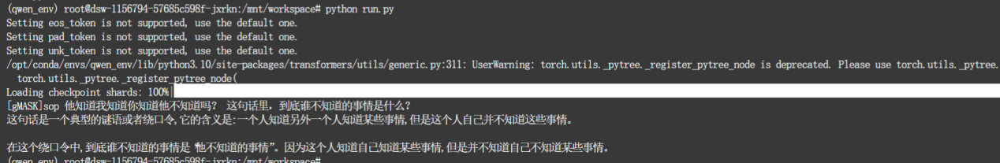 (qwen_env) root@dsw-1156794-57685c598f-jxrkn:/mnt/workspace# python run.py
Setting eos_token is not supported, use the default one.
Setting pad_token is not supported, use the default one.
Setting unk_token is not supported, use the default one.
/opt/conda/envs/qwen_env/lib/python3.10/site-packages/transformers/utils/generic.py:311: UserWarning: torch.utils._pytree._register_pytree_node is deprecated. Please use torch.utils._pytree.
torch.utils._pytree._register_pytree_node(
Loading checkpoint shards: 100%|
[gMASK]sop 他知道我知道你知道他不知道吗? 这句话里，到底谁不知道的事情是什么?
这句话是一个典型的谜语或者绕口令,它的含义是:一个人知道另外一个人知道某些事情,但是这个人自己并不知道这些事情。
在这个绕口令中,到底谁不知道的事情是“他不知道的事情”。因为这个人知道自己知道某些事情,但是并不知道自己不知道某些事情。
(qwen_env) root@dsw-1156794-57685c598f-jxrkn:/mnt/workspace#